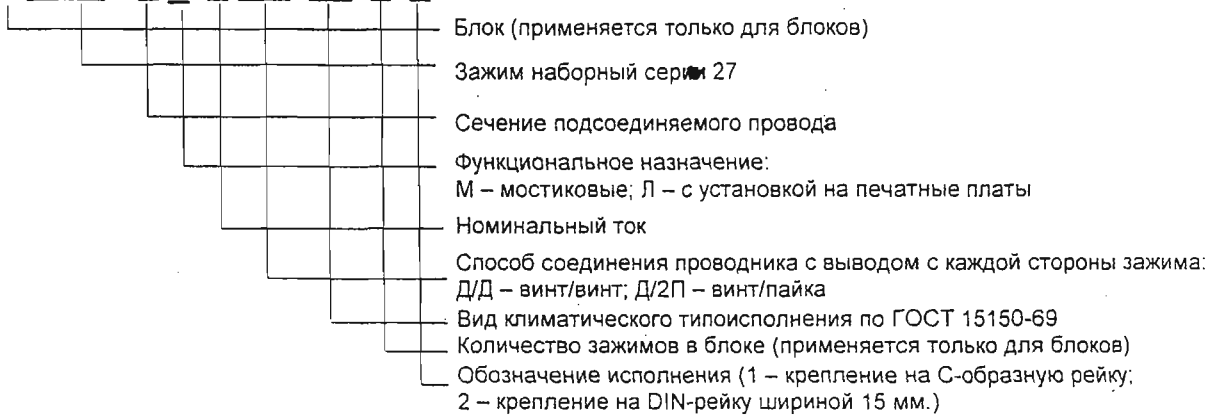 Блок (применяется только для блоков)
Зажим наборный серии 27
Сечение подсоединяемого провода
Функциональное назначение:
М – мостиковые; Л – с установкой на печатные платы
Номинальный ток
Способ соединения проводника с выводом с каждой стороны зажима:
Д/Д – винт/винт; Д/2П – винт/пайка
Вид климатического типоисполнения по ГОСТ 15150-69
Количество зажимов в блоке (применяется только для блоков)
Обозначение исполнения (1 – крепление на С-образную рейку;
2 – крепление на DIN-рейку шириной 15 мм.)